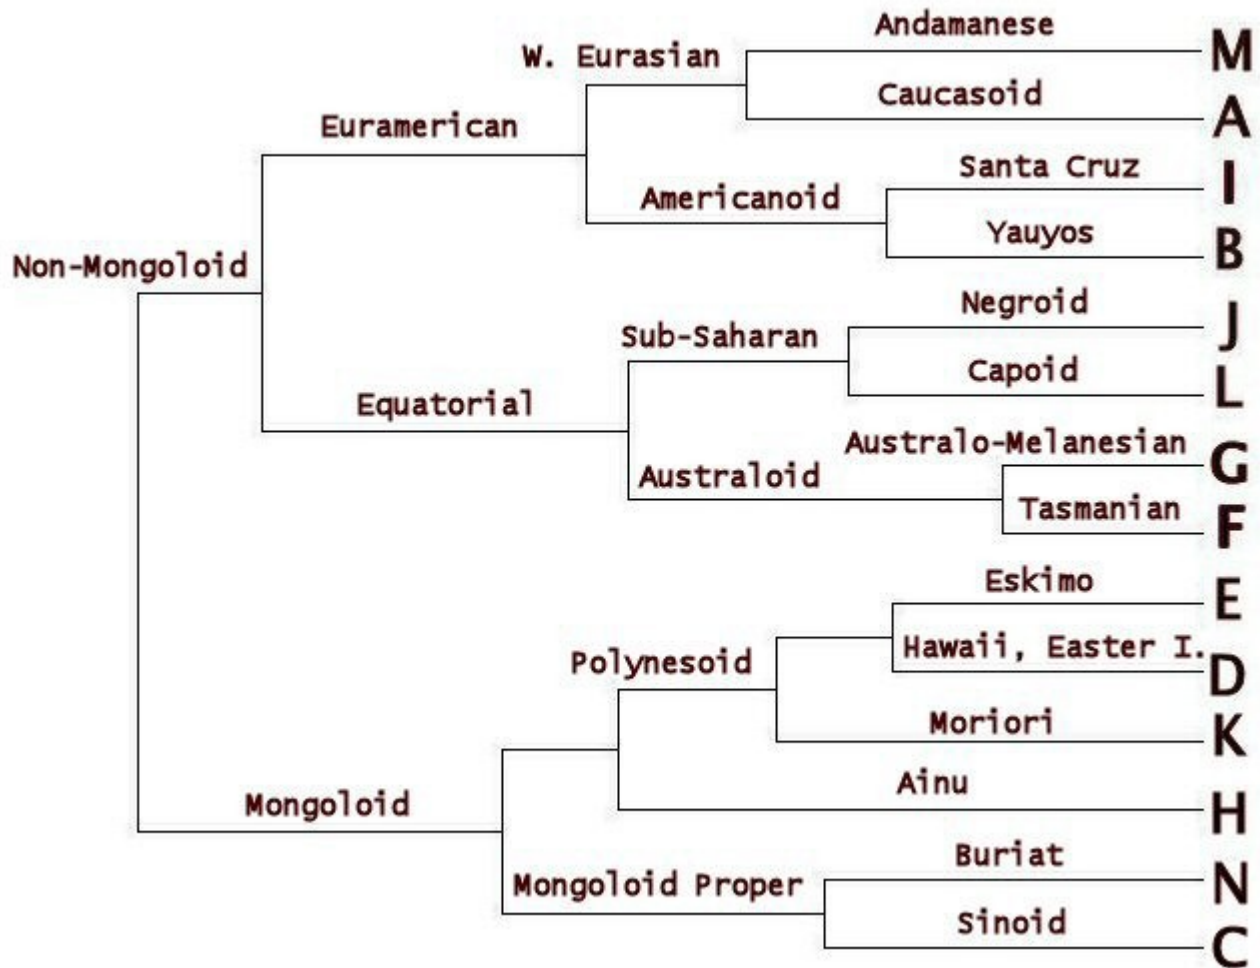 Andamanese
M
W. Eurasian
Caucasoid
A
Euramerican
Santa Cruz
I
Americanoid
Yauyos
B
Non-Mongoloid
Negroid
J
Sub-Saharan
Capoid
L
Equatorial
Australo-Melanesian
G
Australoid
Tasmanian
F
Eskimo
E
Hawaii, Easter I.
D
Polynesoid
Moriori
K
Ainu
H
Mongoloid
Buriat
N
Mongoloid Proper
Sinoid
C